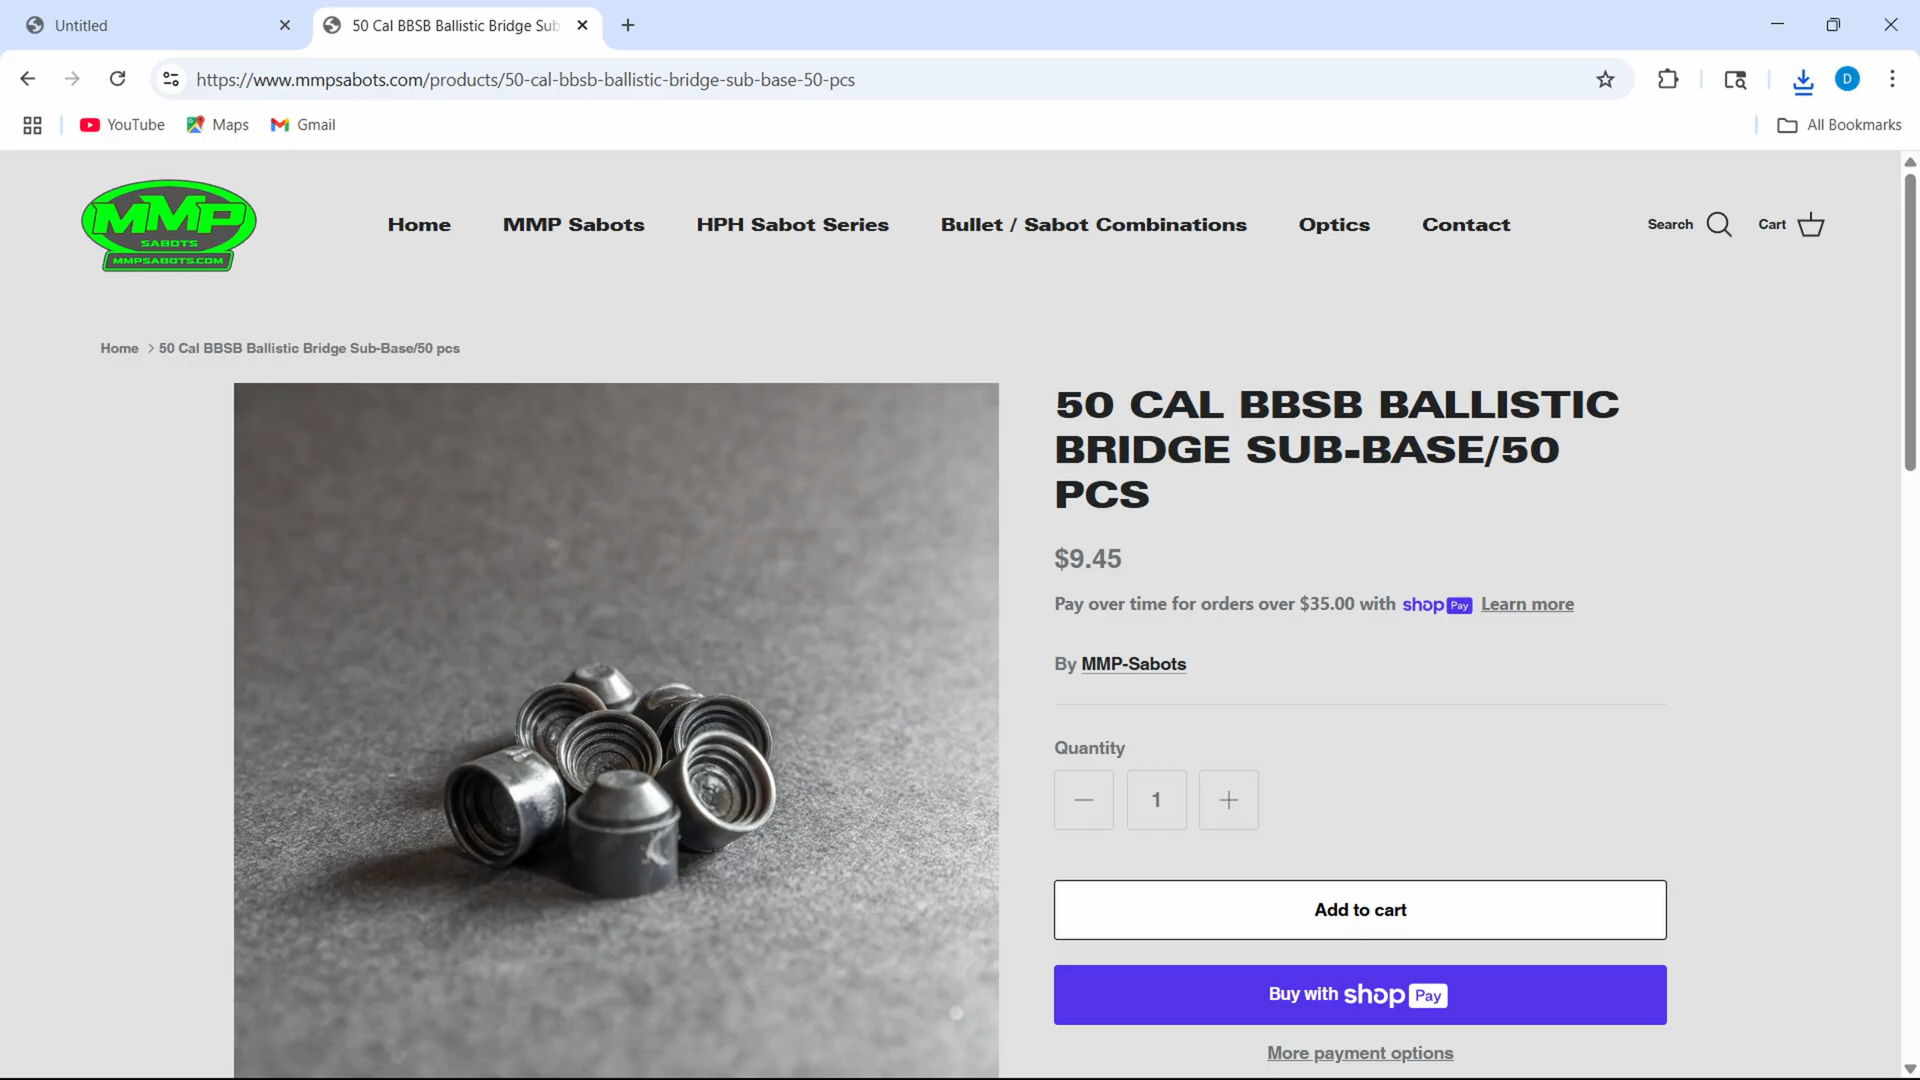 Untitled
50 Cal BBSB Ballistic Bridge Sub
https://www.mmpsabots.com/products/50-cal-bbsb-ballistic-bridge-sub-base-50-pcs
D
YouTube
Maps
Gmail
All Bookmarks
MMP
SABOTS
MMPSABOTS.COM
Home
MMP Sabots
HPH Sabot Series
Bullet / Sabot Combinations
Optics
Contact
Search
Cart
Home > 50 Cal BBSB Ballistic Bridge Sub-Base/50 pcs
50 CAL BBSB BALLISTIC
BRIDGE SUB-BASE/50
PCS
$9.45
Pay over time for orders over $35.00 with shop Pay Learn more
By MMP-Sabots
Quantity
1
Add to cart
Buy with shop Pay
More payment options